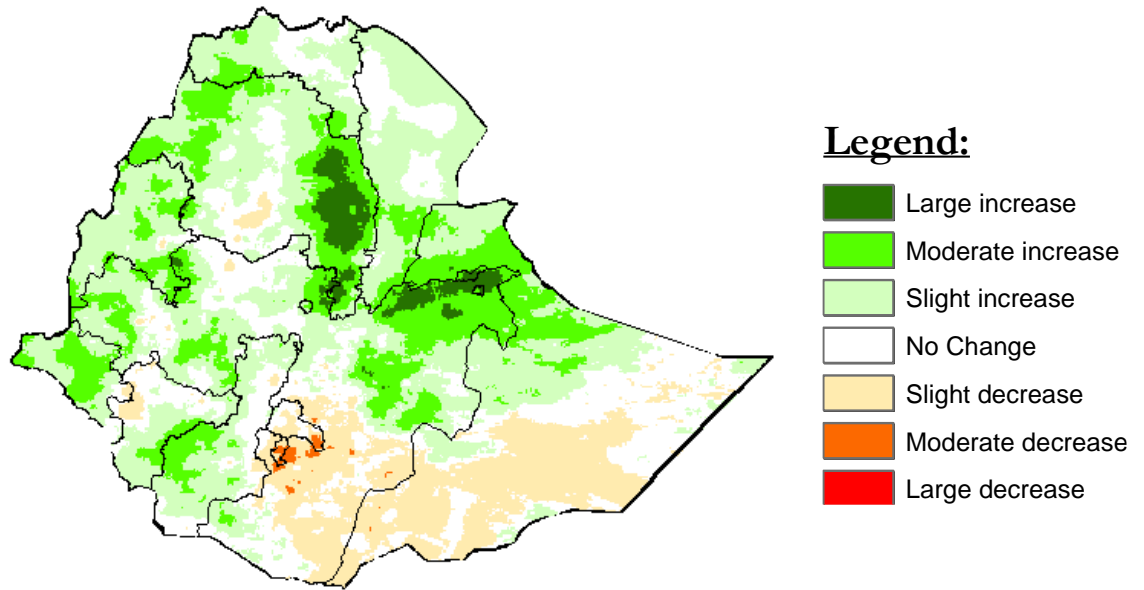 Legend:
Large increase
Moderate increase
Slight increase
No Change
Slight decrease
Moderate decrease
Large decrease